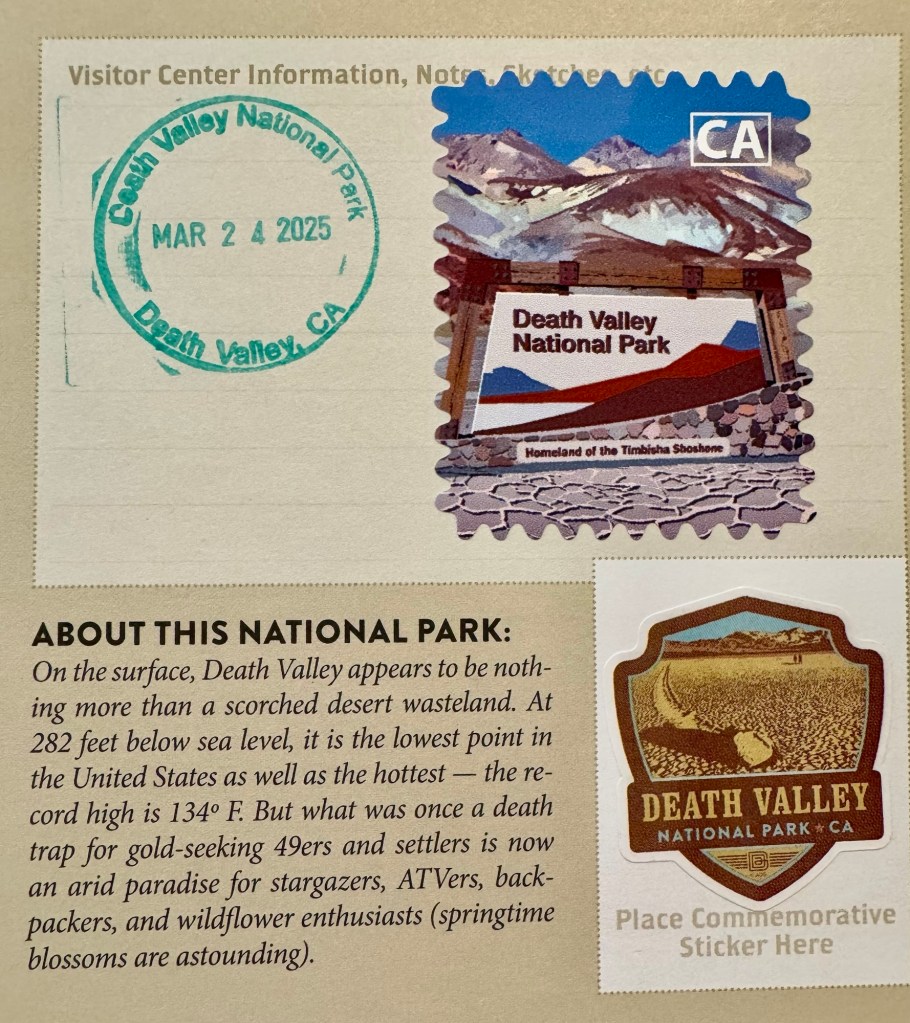 Visitor Center Information, Notes, Sketches, etc
Death Valley National Park
MAR 24 2025
Death Valley, CA
CA
Death Valley
National Park
Homeland of the Timbisha Shoshone
ABOUT THIS NATIONAL PARK:
On the surface, Death Valley appears to be noth-
ing more than a scorched desert wasteland. At
282 feet below sea level, it is the lowest point in
the United States as well as the hottest — the re-
cord high is 134º F. But what was once a death
trap for gold-seeking 49ers and settlers is now
an arid paradise for stargazers, ATVers, back-
packers, and wildflower enthusiasts (springtime
blossoms are astounding).
DEATH VALLEY
NATIONAL PARK ★ CA
Place Commemorative
Sticker Here